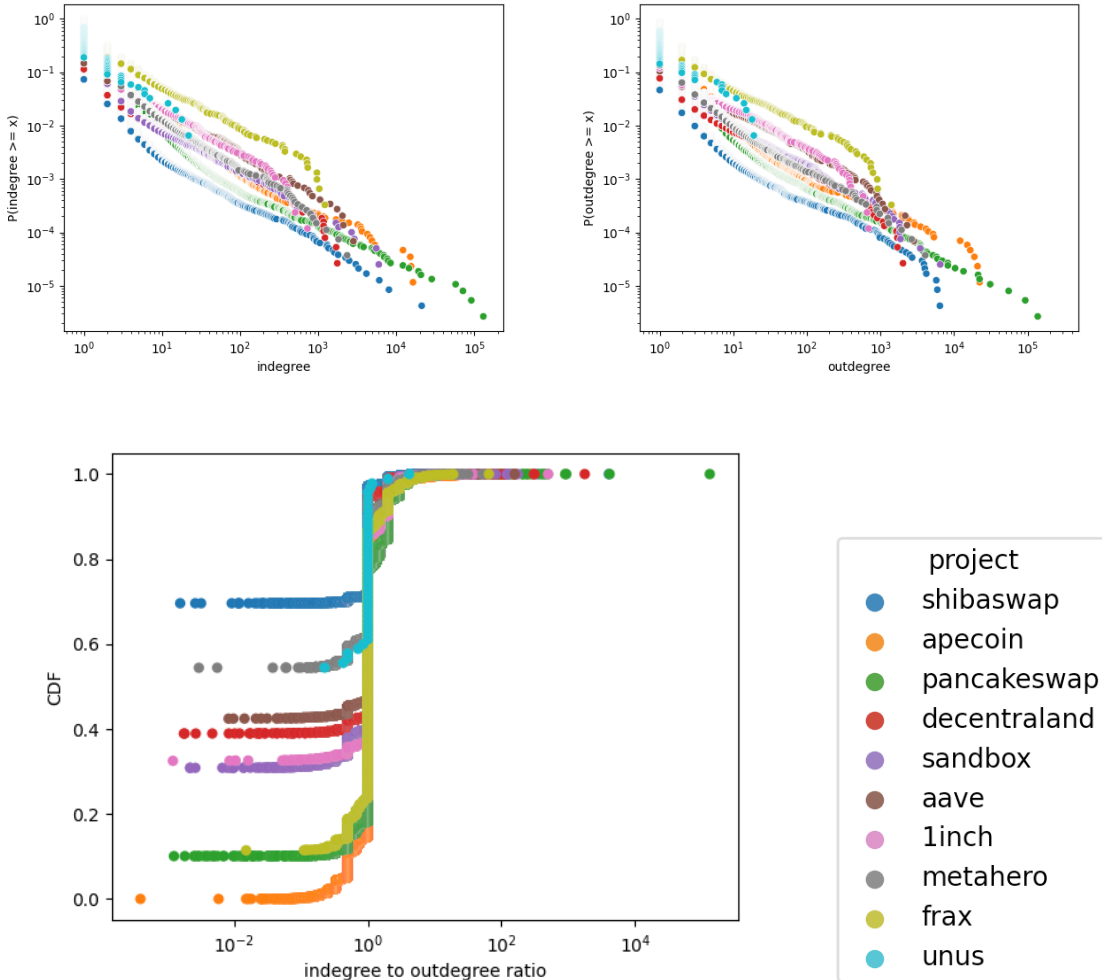 10⁰
10⁻¹
10⁻²
10⁻³
10⁻⁴
10⁻⁵
P(indegree >= x)
10⁰ 10¹ 10² 10³ 10⁴ 10⁵
indegree
10⁰
10⁻¹
10⁻²
10⁻³
10⁻⁴
10⁻⁵
P(outdegree >= x)
10⁰ 10¹ 10² 10³ 10⁴ 10⁵
outdegree
1.0
0.8
0.6
0.4
0.2
0.0
CDF
10⁻² 10⁰ 10² 10⁴
indegree to outdegree ratio
project
shibaswap
apecoin
pancakeswap
decentraland
sandbox
aave
1inch
metahero
frax
unus